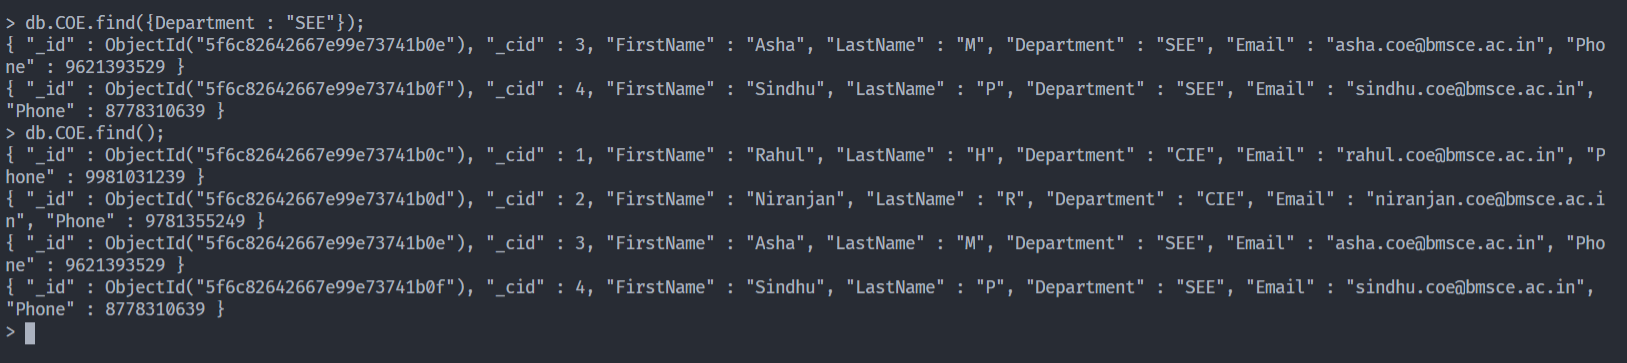 > db.COE.find({Department : "SEE"});
{ "_id" : ObjectId("5f6c82642667e99e73741b0e"), "_cid" : 3, "FirstName" : "Asha", "LastName" : "M", "Department" : "SEE", "Email" : "asha.coe@bmsce.ac.in", "Pho
ne" : 9621393529 }
{ "_id" : ObjectId("5f6c82642667e99e73741b0f"), "_cid" : 4, "FirstName" : "Sindhu", "LastName" : "P", "Department" : "SEE", "Email" : "sindhu.coe@bmsce.ac.in",
"Phone" : 8778310639 }
> db.COE.find();
{ "_id" : ObjectId("5f6c82642667e99e73741b0c"), "_cid" : 1, "FirstName" : "Rahul", "LastName" : "H", "Department" : "CIE", "Email" : "rahul.coe@bmsce.ac.in", "P
hone" : 9981031239 }
{ "_id" : ObjectId("5f6c82642667e99e73741b0d"), "_cid" : 2, "FirstName" : "Niranjan", "LastName" : "R", "Department" : "CIE", "Email" : "niranjan.coe@bmsce.ac.i
n", "Phone" : 9781355249 }
{ "_id" : ObjectId("5f6c82642667e99e73741b0e"), "_cid" : 3, "FirstName" : "Asha", "LastName" : "M", "Department" : "SEE", "Email" : "asha.coe@bmsce.ac.in", "Pho
ne" : 9621393529 }
{ "_id" : ObjectId("5f6c82642667e99e73741b0f"), "_cid" : 4, "FirstName" : "Sindhu", "LastName" : "P", "Department" : "SEE", "Email" : "sindhu.coe@bmsce.ac.in",
"Phone" : 8778310639 }
>